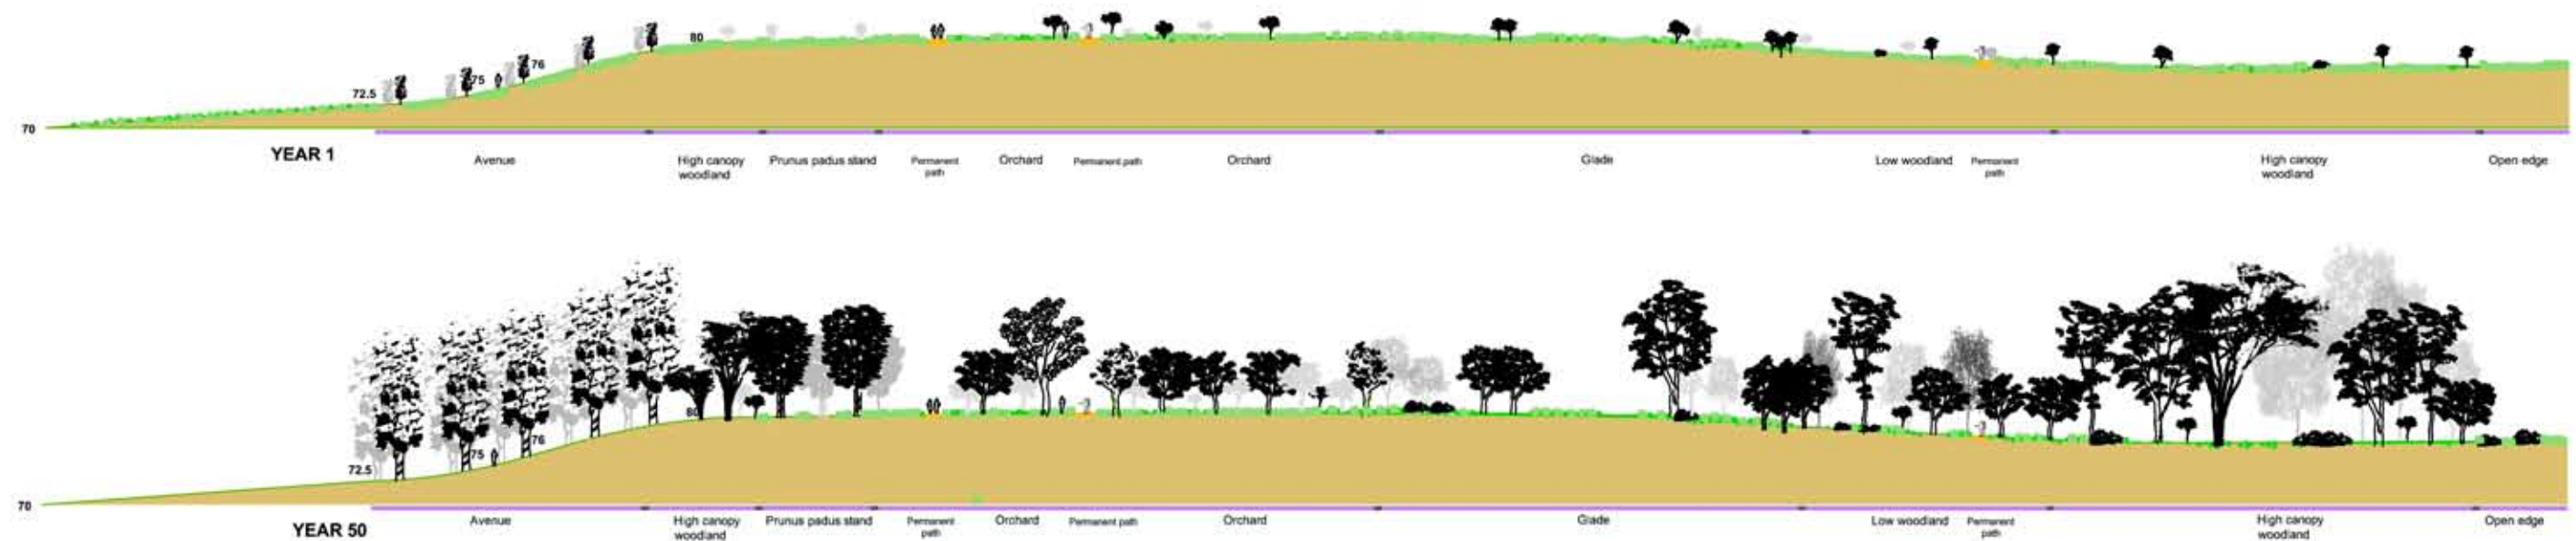 80
76
75
72.5
70
YEAR 1
Avenue
High canopy
woodland
Prunus padus stand
Permanent
path
Orchard
Permanent path
Orchard
Glade
Low woodland
Permanent
path
High canopy
woodland
Open edge
80
76
75
72.5
70
YEAR 50
Avenue
High canopy
woodland
Prunus padus stand
Permanent
path
Orchard
Permanent path
Orchard
Glade
Low woodland
Permanent
path
High canopy
woodland
Open edge